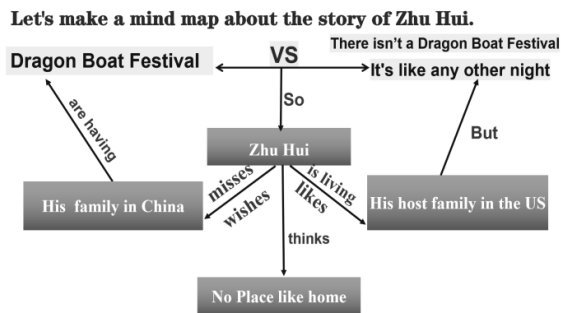 Let's make a mind map about the story of Zhu Hui.
Dragon Boat Festival
VS
There isn't a Dragon Boat Festival
It's like any other night
So
are having
But
Zhu Hui
misses
wishes
is living
likes
His family in China
His host family in the US
thinks
No Place like home